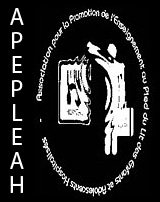 APEPLEAH
Association pour la Promotion de l'Enseignement au Pied du Lit des Enfants et Adolescents Hospitalisés